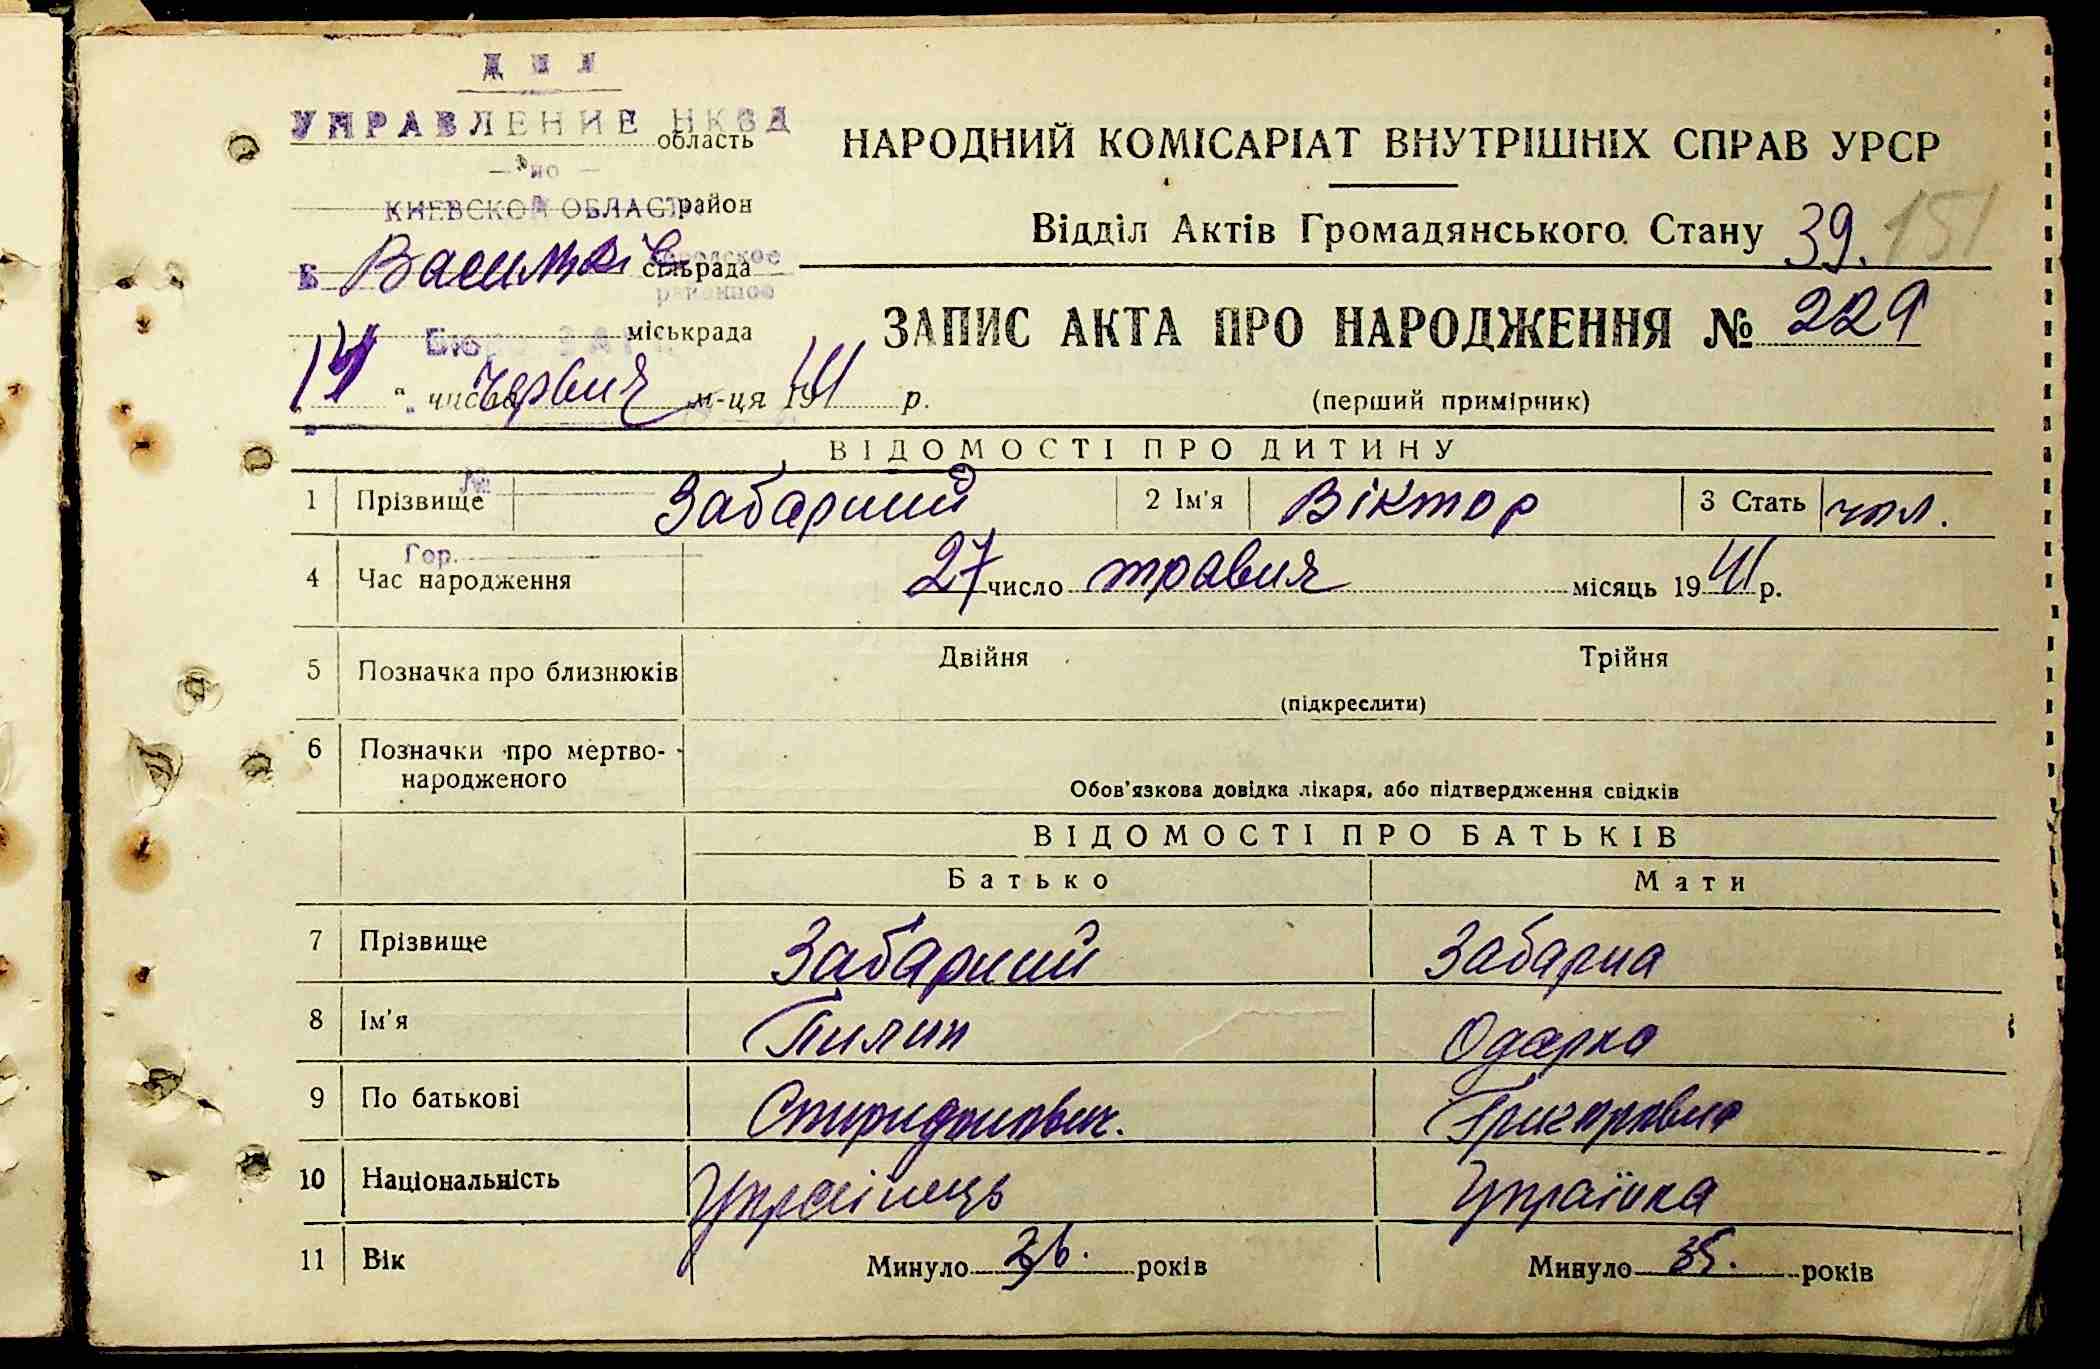 УПРАВЛЕНИЕ НКВД
область
по
КИЕВСКОЙ ОБЛАСТИ район
Васильків сільрада
міськрада
числа червня м-ця 1941 р.
НАРОДНИЙ КОМІСАРІАТ ВНУТРІШНІХ СПРАВ УРСР
Відділ Актів Громадянського Стану 39. 151
ЗАПИС АКТА ПРО НАРОДЖЕННЯ № 229
(перший примірник)
ВІДОМОСТІ ПРО ДИТИНУ
1 Прізвище Забарний 2 Ім'я Віктор 3 Стать чол.
Гор.
4 Час народження 27 число травня місяць 1941 р.
5 Позначка про близнюків Двійня Трійня
(підкреслити)
6 Позначки про мертво-
народженого
Обов'язкова довідка лікаря, або підтвердження свідків
ВІДОМОСТІ ПРО БАТЬКІВ
Батько Мати
7 Прізвище Забарний Забарна
8 Ім'я Пилип Одарка
9 По батькові Спиридонович. Григоровна
10 Національність Українець Українка
11 Вік Минуло 36. років Минуло 35. років